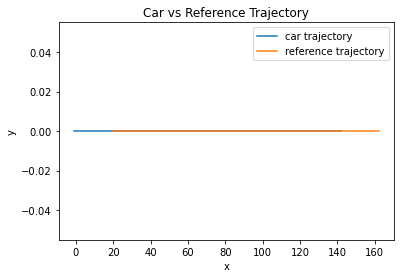 Car vs Reference Trajectory
car trajectory
reference trajectory
0.04
0.02
0.00
−0.02
−0.04
y
0 20 40 60 80 100 120 140 160
x